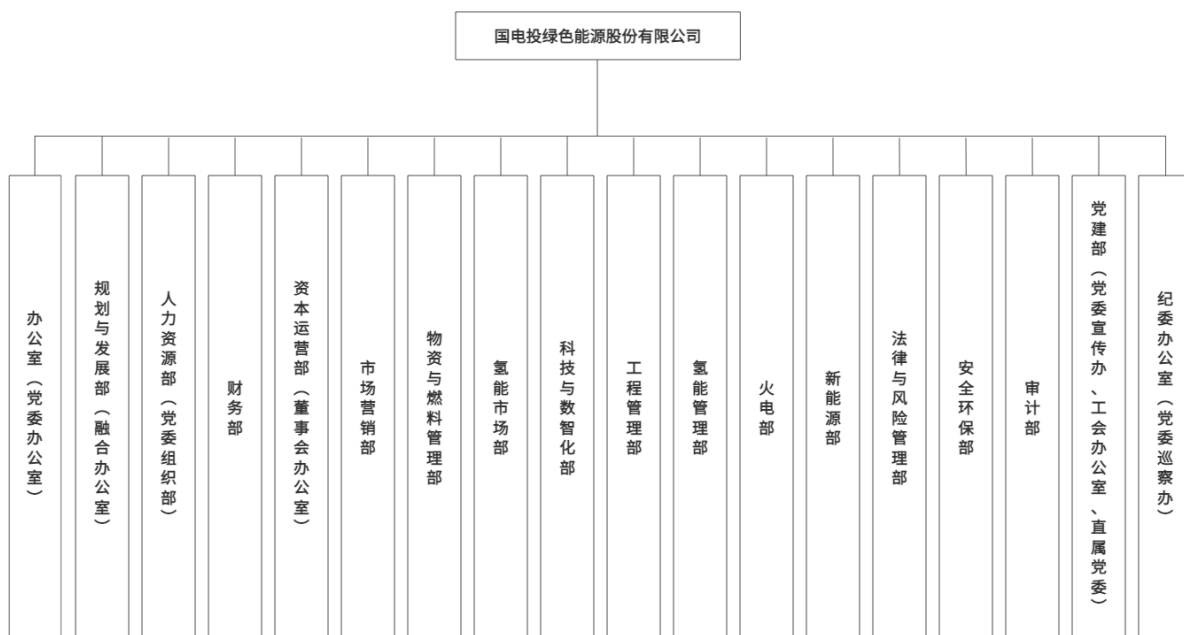 国电投绿色能源股份有限公司
办公室（党委办公室）
规划与发展部（融合办公室）
人力资源部（党委组织部）
财务部
资本运营部（董事会办公室）
市场营销部
物资与燃料管理部
氢能市场部
科技与数智化部
工程管理部
氢能管理部
火电部
新能源部
法律与风险管理部
安全环保部
审计部
党建部（党委宣传办、工会办公室、直属党委）
纪委办公室（党委巡察办）